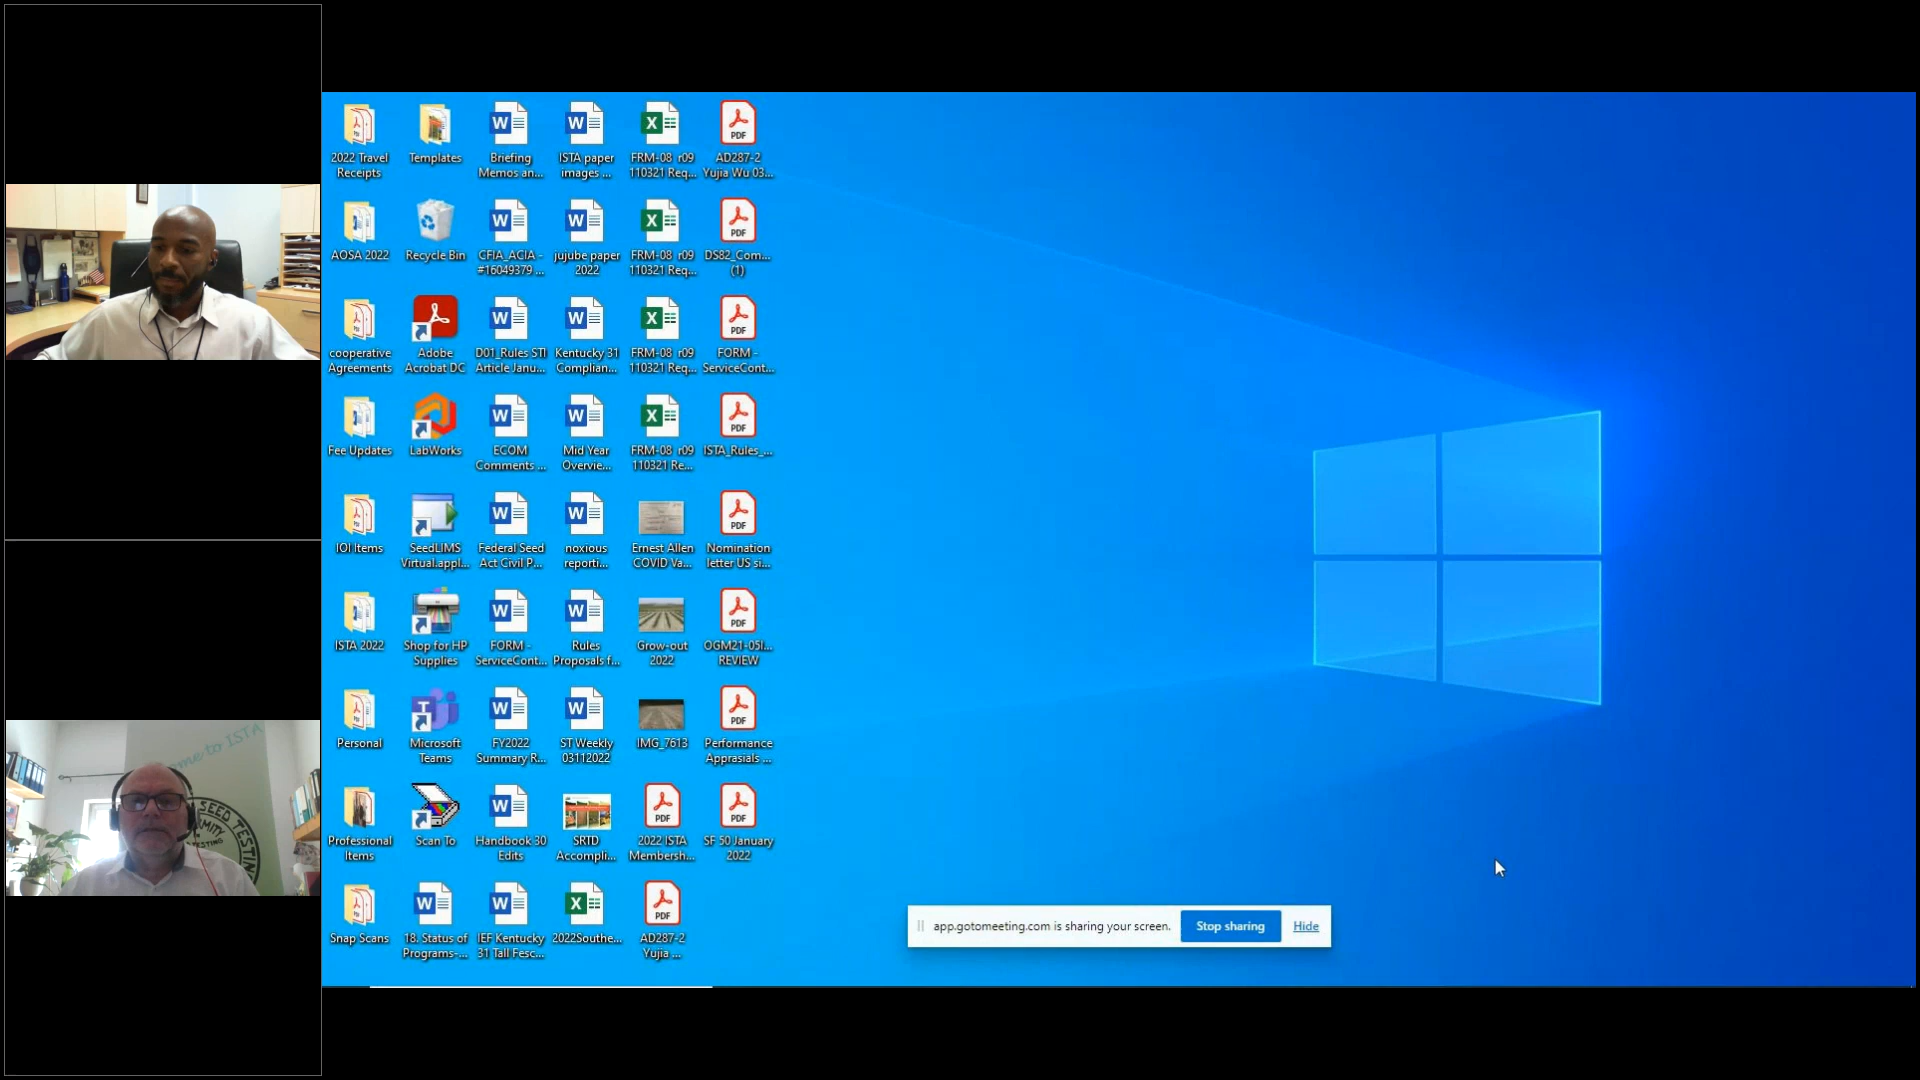 2022 Travel
Receipts
Templates
Briefing
Memos an...
ISTA paper
images ...
FRM-08 r09
110321 Req...
AD287-2
Yujia Wu 03...
AOSA 2022
Recycle Bin
CFIA_ACIA -
#16049379 ...
jujube paper
2022
FRM-08 r09
110321 Req...
DS82_Com...
(1)
cooperative
Agreements
Adobe
Acrobat DC
D01_Rules STI
Article Janu...
Kentucky 31
Complian...
FRM-08 r09
110321 Req...
FORM -
ServiceCont...
Fee Updates
LabWorks
ECOM
Comments ...
Mid Year
Overvie...
FRM-08 r09
110321 Re...
ISTA_Rules_...
IOI Items
SeedLIMS
Virtual.appl...
Federal Seed
Act Civil P...
noxious
reporti...
Ernest Allen
COVID Va...
Nomination
letter US si...
ISTA 2022
Shop for HP
Supplies
FORM -
ServiceCont...
Rules
Proposals f...
Grow-out
2022
OGM21-05I...
REVIEW
Personal
Microsoft
Teams
FY2022
Summary R...
ST Weekly
03112022
IMG_7613
Performance
Apprasials ...
Professional
Items
Scan To
Handbook 30
Edits
SRTD
Accompli...
2022 ISTA
Membersh...
SF 50 January
2022
Snap Scans
18. Status of
Programs-...
IEF Kentucky
31 Tall Fesc...
2022Southe...
AD287-2
Yujia ...
app.gotomeeting.com is sharing your screen.
Stop sharing
Hide
me to ISTA
SEED TESTING
TESTING